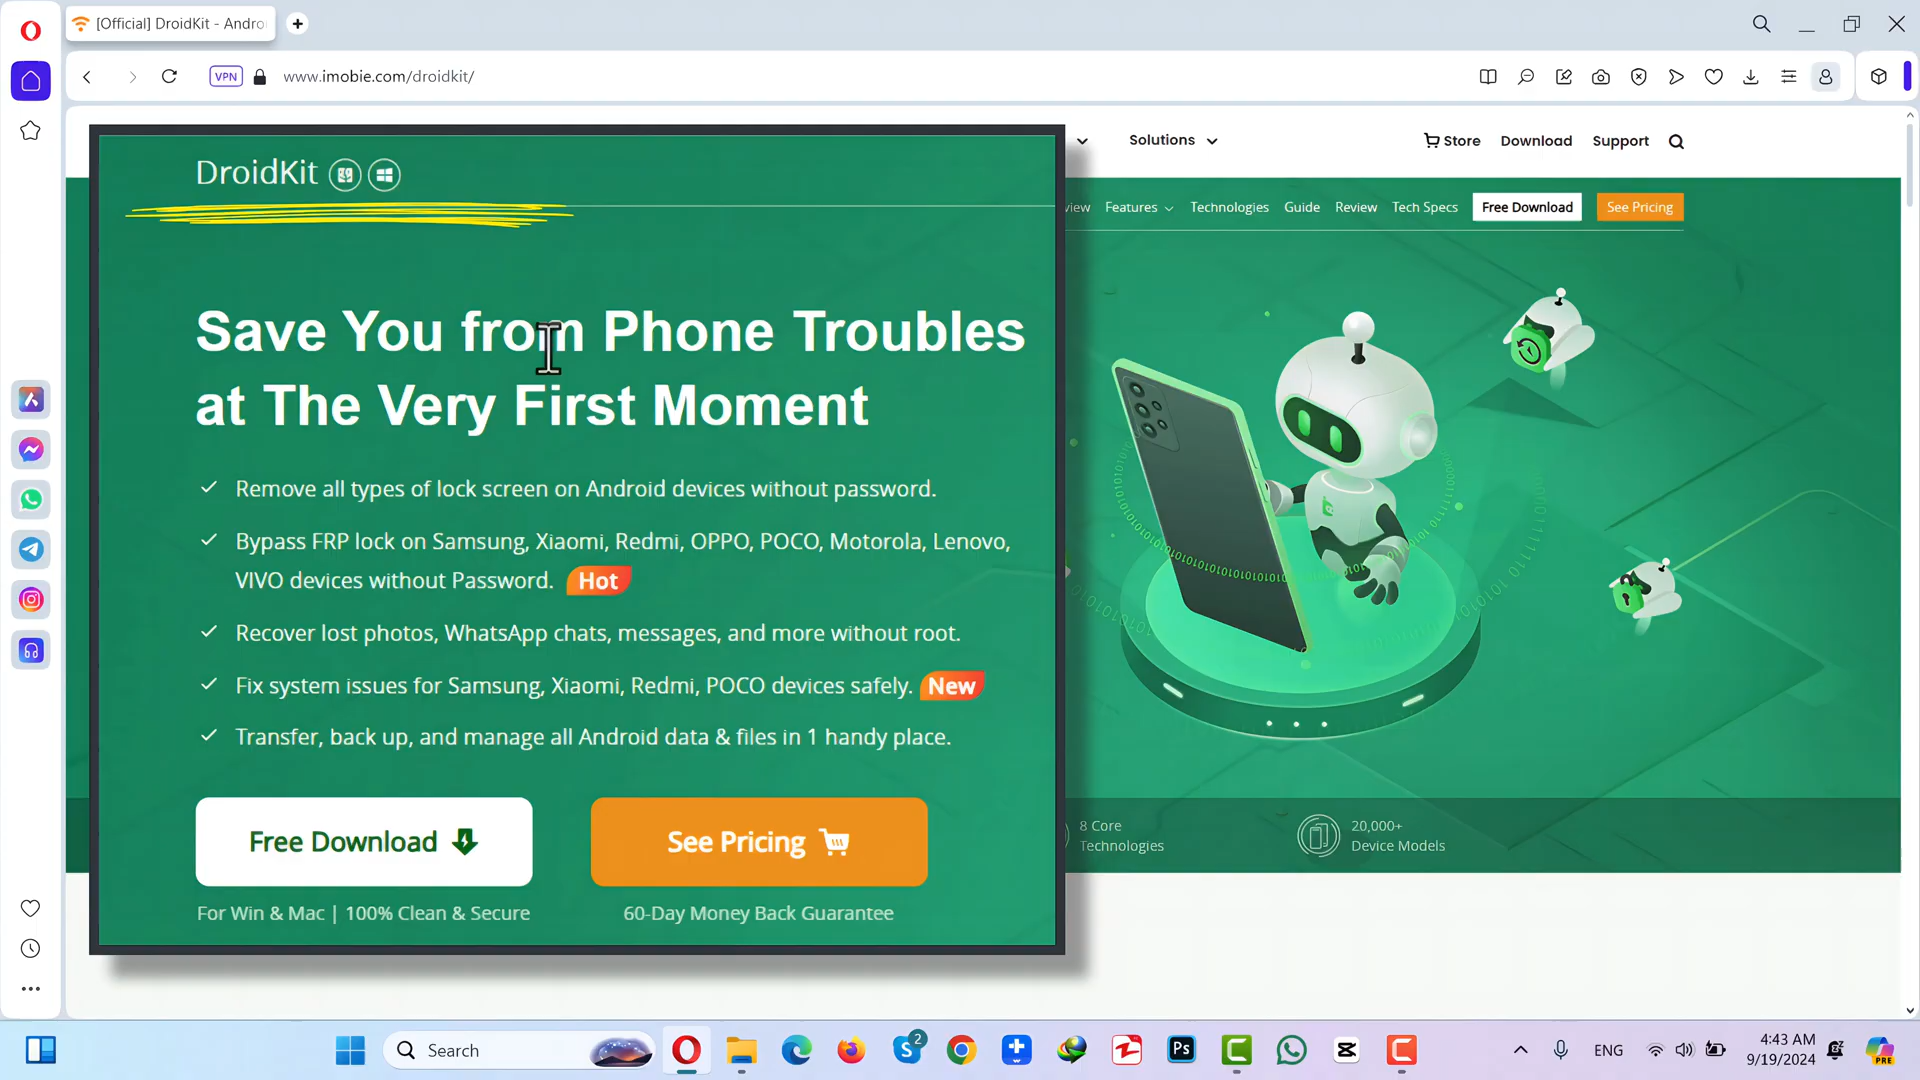 [Official] DroidKit - Andro
VPN
www.imobie.com/droidkit/
Solutions
Store
Download
Support
DroidKit
Features
Technologies
Guide
Review
Tech Specs
Free Download
See Pricing
Save You from Phone Troubles
at The Very First Moment
Remove all types of lock screen on Android devices without password.
Bypass FRP lock on Samsung, Xiaomi, Redmi, OPPO, POCO, Motorola, Lenovo,
VIVO devices without Password. Hot
Recover lost photos, WhatsApp chats, messages, and more without root.
Fix system issues for Samsung, Xiaomi, Redmi, POCO devices safely. New
Transfer, back up, and manage all Android data & files in 1 handy place.
Free Download
See Pricing
For Win & Mac | 100% Clean & Secure
60-Day Money Back Guarantee
8 Core
Technologies
20,000+
Device Models
Search
2
Ps
ENG
4:43 AM
9/19/2024
PRE